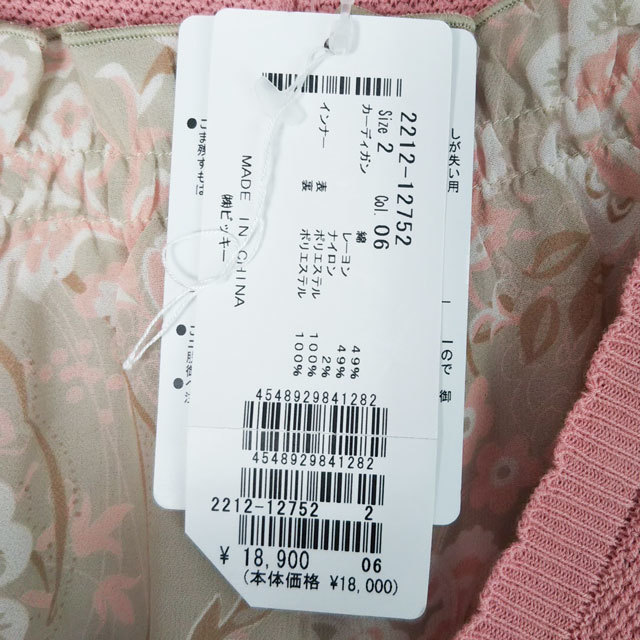 2212-12752
Size 2 Col. 06
カーディガン 綿 49%
レーヨン 49%
ナイロン 2%
インナー 表 ポリエステル 100%
裏 ポリエステル 100%
MADE IN CHINA
㈱ビッキー
4548929841282
4548929841282
2212-12752 2
¥ 18,900 06
(本体価格 ¥18,000)